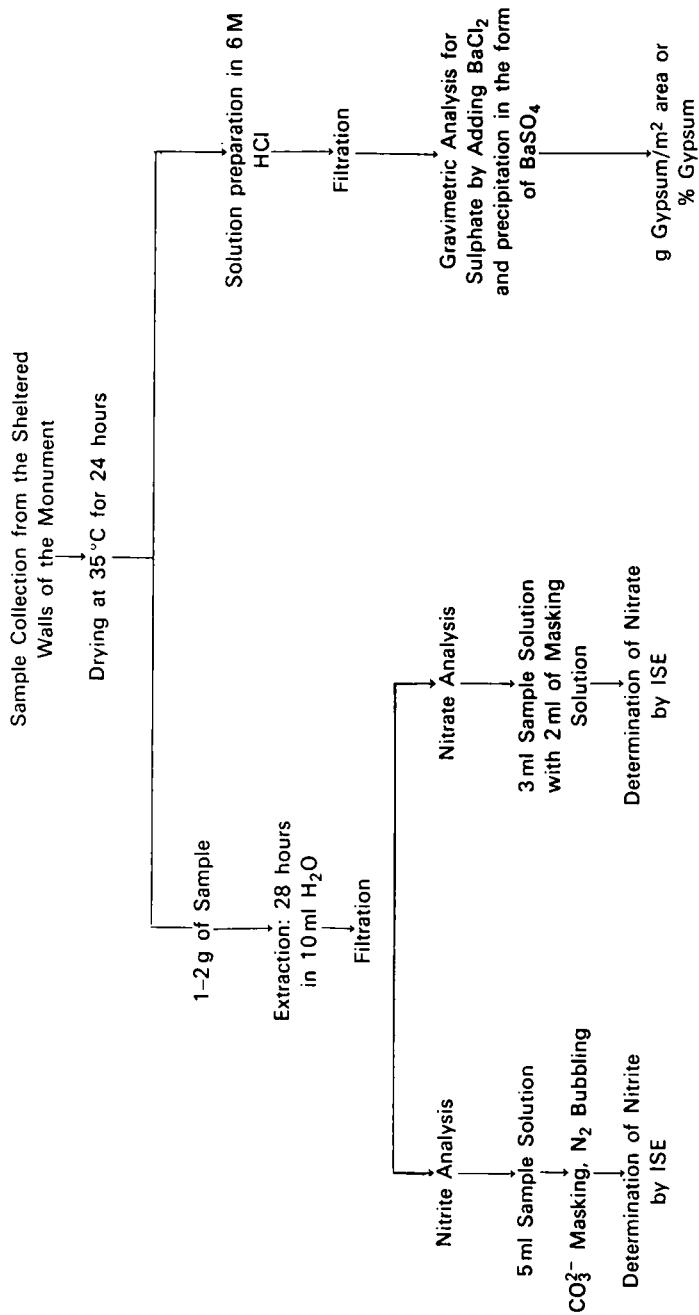 Sample Collection from the Sheltered
Walls of the Monument
Drying at 35 °C for 24 hours
1–2 g of Sample
Extraction: 28 hours
in 10 ml H₂O
Filtration
Nitrite Analysis
5 ml Sample Solution
CO₃²⁻ Masking, N₂ Bubbling
Determination of Nitrite
by ISE
Nitrate Analysis
3 ml Sample Solution
with 2 ml of Masking
Solution
Determination of Nitrate
by ISE
Solution preparation in 6 M
HCl
Filtration
Gravimetric Analysis for
Sulphate by Adding BaCl₂
and precipitation in the form
of BaSO₄
g Gypsum/m² area or
% Gypsum